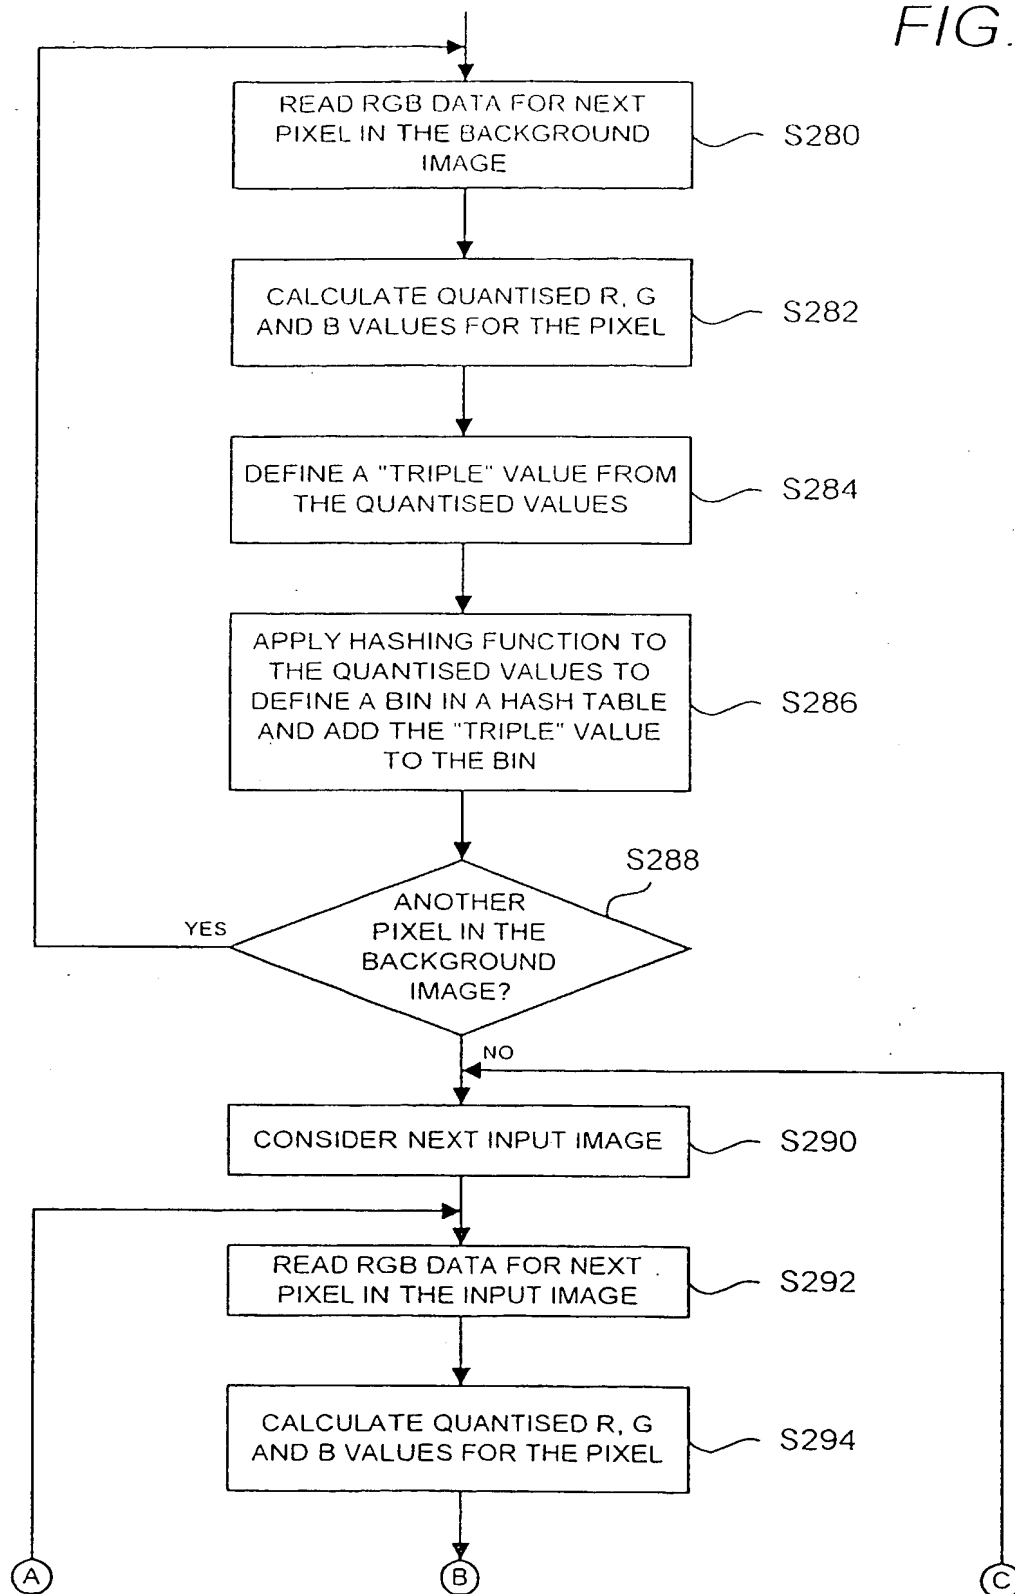 FIG.
READ RGB DATA FOR NEXT
PIXEL IN THE BACKGROUND
IMAGE
S280
CALCULATE QUANTISED R, G
AND B VALUES FOR THE PIXEL
S282
DEFINE A "TRIPLE" VALUE FROM
THE QUANTISED VALUES
S284
APPLY HASHING FUNCTION TO
THE QUANTISED VALUES TO
DEFINE A BIN IN A HASH TABLE
AND ADD THE "TRIPLE" VALUE
TO THE BIN
S286
S288
ANOTHER
PIXEL IN THE
BACKGROUND
IMAGE?
YES
NO
CONSIDER NEXT INPUT IMAGE
S290
READ RGB DATA FOR NEXT
PIXEL IN THE INPUT IMAGE
S292
CALCULATE QUANTISED R, G
AND B VALUES FOR THE PIXEL
S294
A
B
C